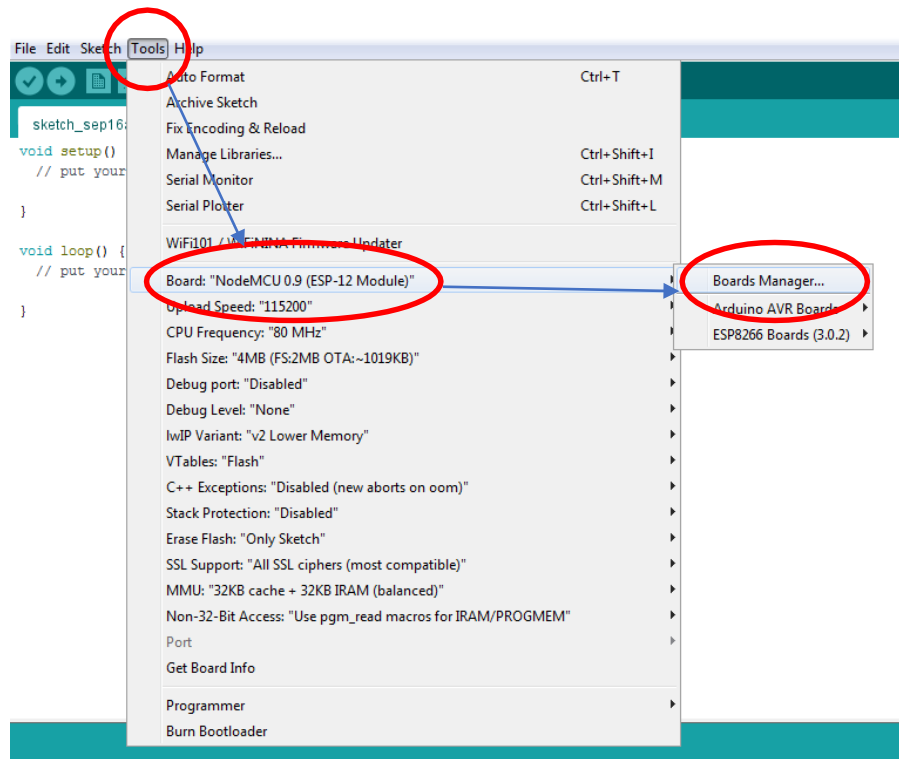 File Edit Sketch Tools Help
sketch_sep16a
void setup()
// put your
}
void loop() {
// put your
}
Auto Format Ctrl+T
Archive Sketch
Fix Encoding & Reload
Manage Libraries... Ctrl+Shift+I
Serial Monitor Ctrl+Shift+M
Serial Plotter Ctrl+Shift+L
WiFi101 / WiFiNINA Firmware Updater
Board: "NodeMCU 0.9 (ESP-12 Module)"
Upload Speed: "115200"
CPU Frequency: "80 MHz"
Flash Size: "4MB (FS:2MB OTA:~1019KB)"
Debug port: "Disabled"
Debug Level: "None"
lwIP Variant: "v2 Lower Memory"
VTables: "Flash"
C++ Exceptions: "Disabled (new aborts on oom)"
Stack Protection: "Disabled"
Erase Flash: "Only Sketch"
SSL Support: "All SSL ciphers (most compatible)"
MMU: "32KB cache + 32KB IRAM (balanced)"
Non-32-Bit Access: "Use pgm_read macros for IRAM/PROGMEM"
Port
Get Board Info
Programmer
Burn Bootloader
Boards Manager...
Arduino AVR Boards
ESP8266 Boards (3.0.2)